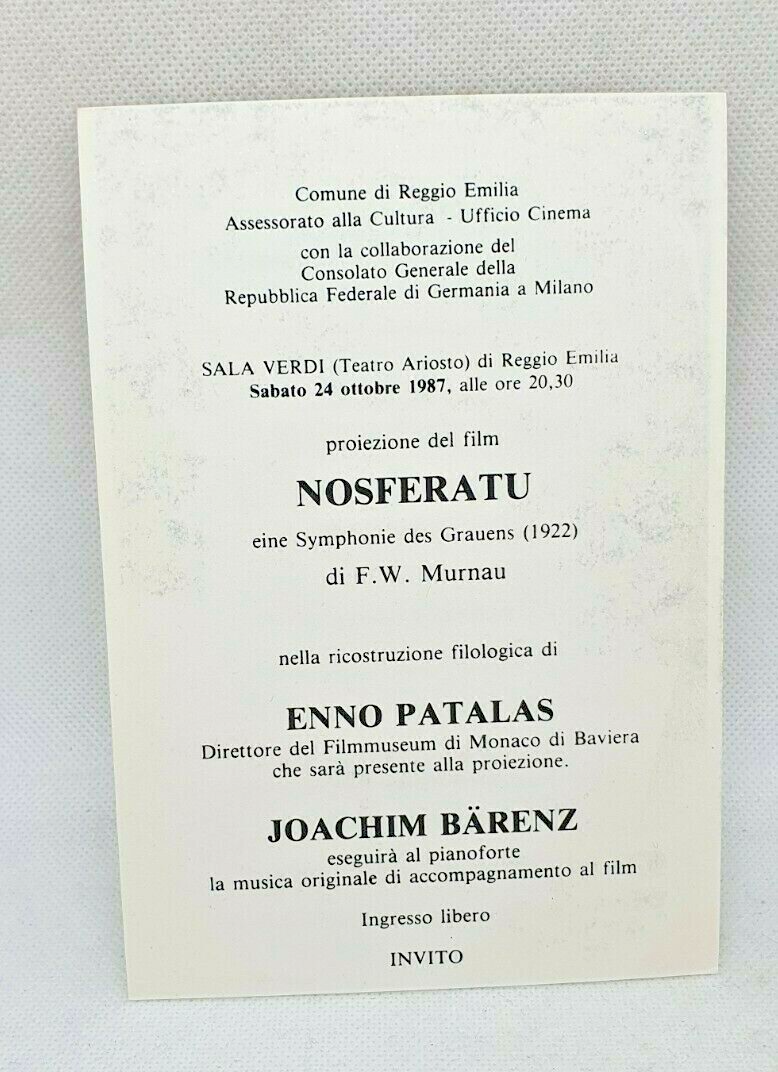 Comune di Reggio Emilia
Assessorato alla Cultura - Ufficio Cinema
con la collaborazione del
Consolato Generale della
Repubblica Federale di Germania a Milano
SALA VERDI (Teatro Ariosto) di Reggio Emilia
Sabato 24 ottobre 1987, alle ore 20,30
proiezione del film
NOSFERATU
eine Symphonie des Grauens (1922)
di F.W. Murnau
nella ricostruzione filologica di
ENNO PATALAS
Direttore del Filmmuseum di Monaco di Baviera
che sarà presente alla proiezione.
JOACHIM BÄRENZ
eseguirà al pianoforte
la musica originale di accompagnamento al film
Ingresso libero
INVITO